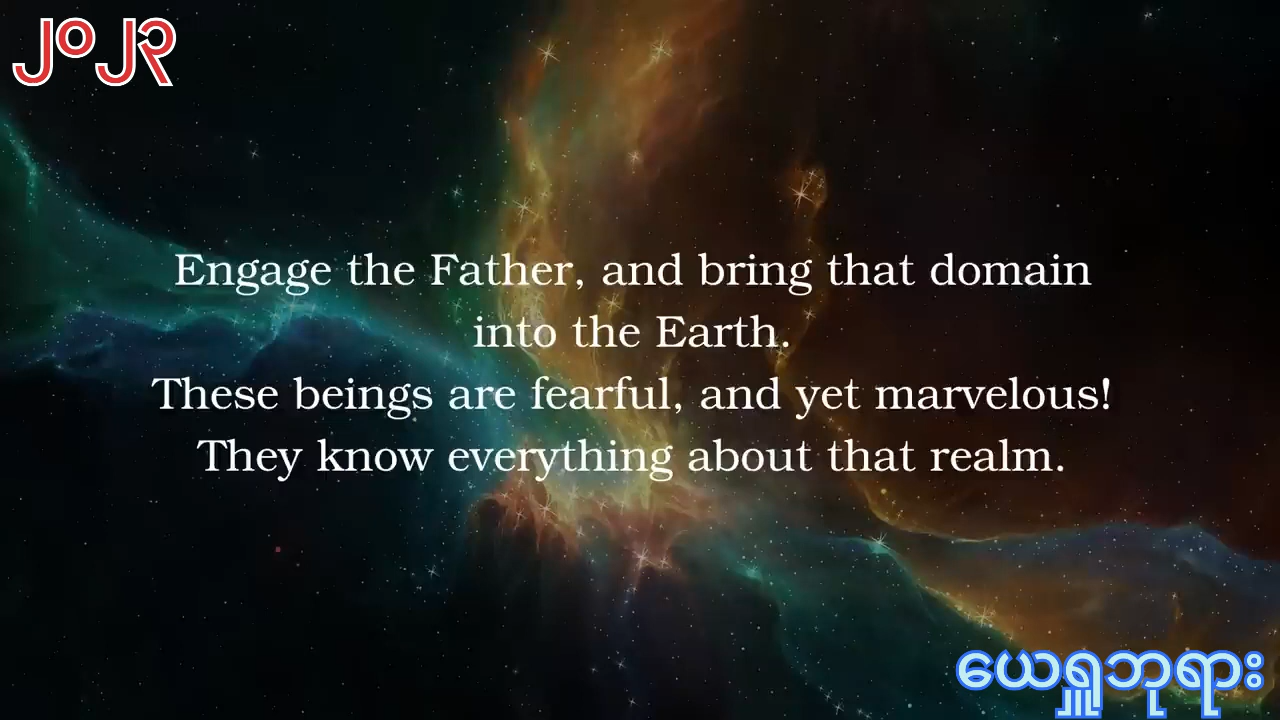 JOJR
Engage the Father, and bring that domain
into the Earth.
These beings are fearful, and yet marvelous!
They know everything about that realm.
ယေရှုဘုရား